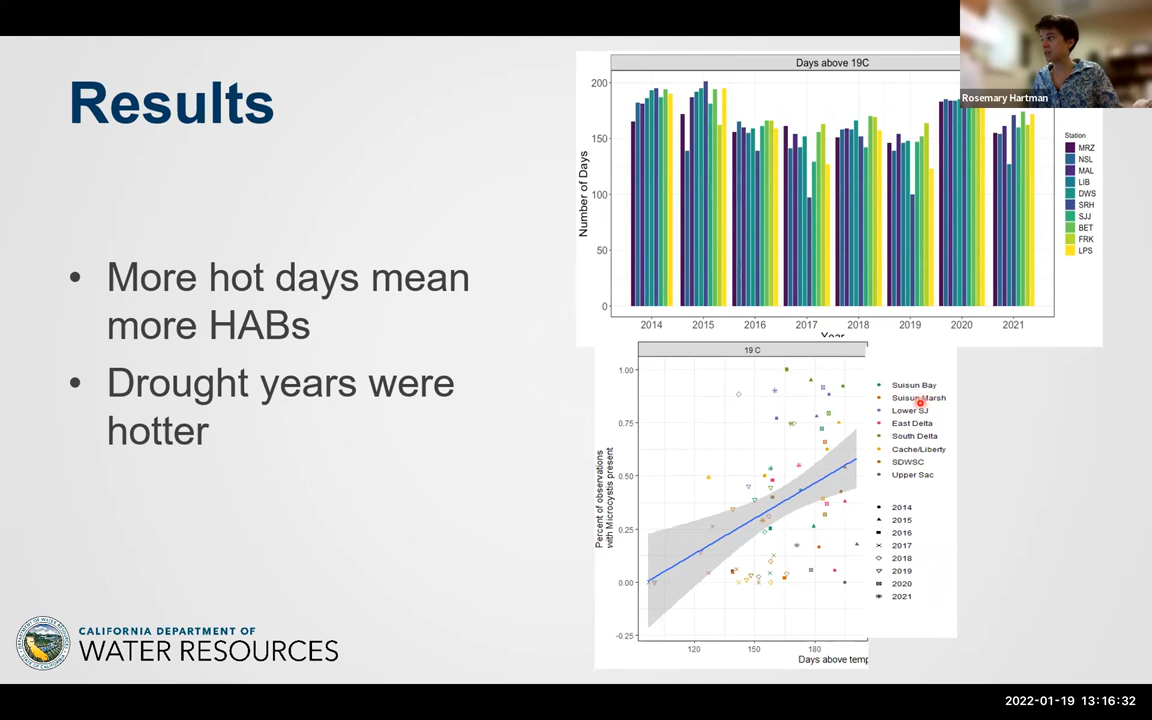 Results
• More hot days mean
more HABs
• Drought years were
hotter
Days above 19C
Number of Days
200
150
100
50
0
2014
2015
2016
2017
2018
2019
2020
2021
Year
Station
MRZ
NSL
MAL
LIB
DWS
SRH
SJJ
BET
FRK
LPS
Rosemary Hartman
19 C
Percent of observations
with Microcystis present
1.00
0.75
0.50
0.25
0.00
-0.25
120
150
180
Days above temp
Suisun Bay
Suisun Marsh
Lower SJ
East Delta
South Delta
Cache/Liberty
SDWSC
Upper Sac
2014
2015
2016
2017
2018
2019
2020
2021
CALIFORNIA DEPARTMENT OF
WATER RESOURCES
2022-01-19 13:16:32